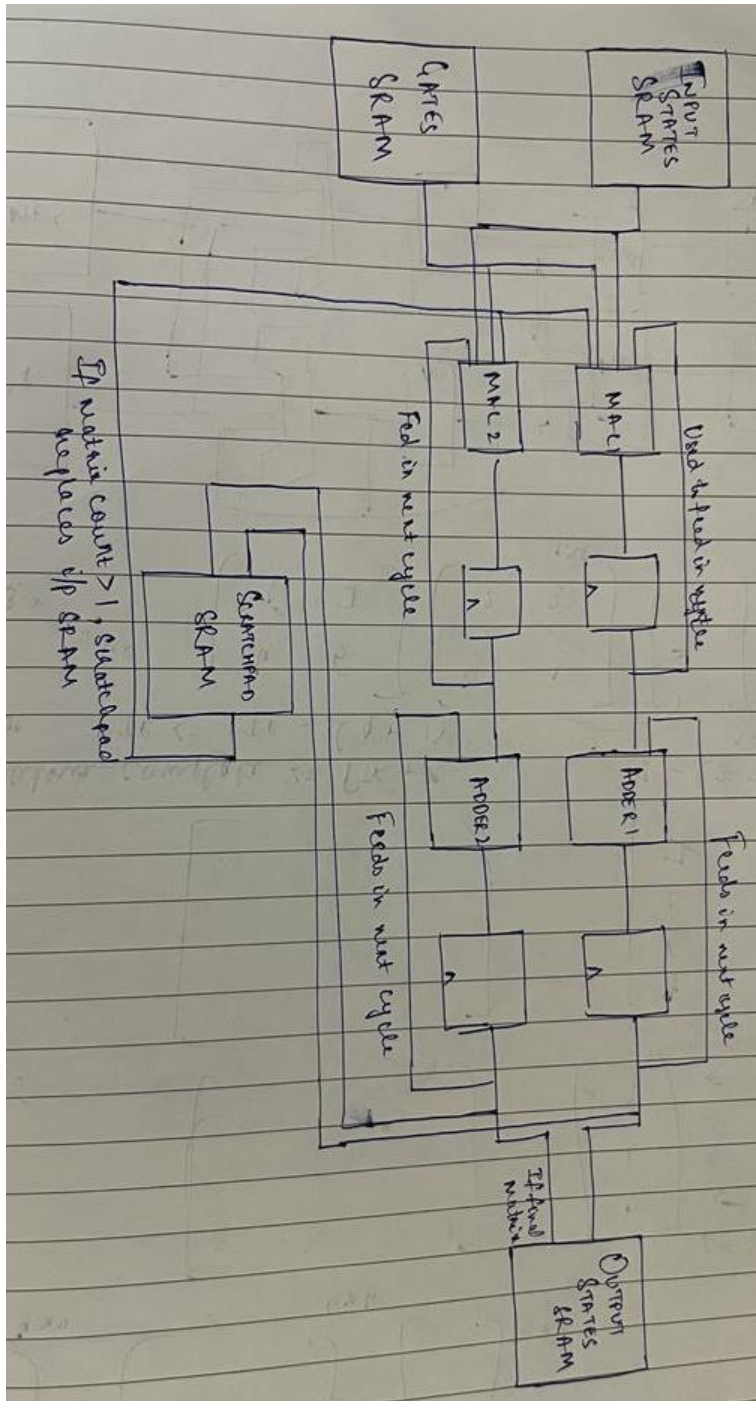 INPUT
STATES
SRAM
GATES
SRAM
Used to feed in
MAC1
MAC2
Fed in next cycle
SCRATCHPAD
SRAM
If matrix count > 1, Scratchpad
replaces i/p SRAM
Feeds in next cycle
ADDER1
ADDER2
Feeds in next cycle
If final
matrix
OUTPUT
STATES
SRAM